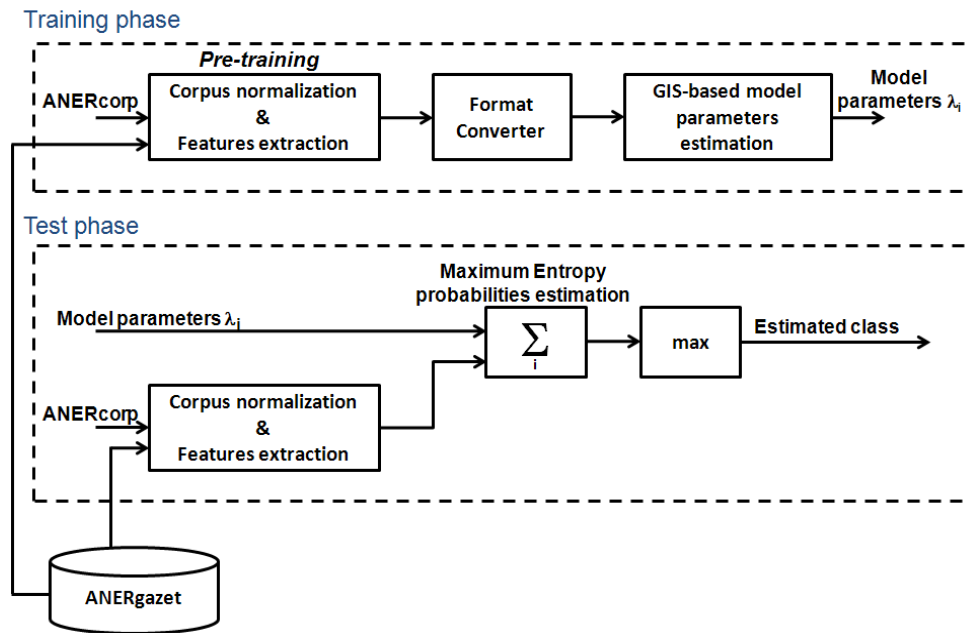 Training phase
Pre-training
ANERcorp
Corpus normalization
&
Features extraction
Format
Converter
GIS-based model
parameters
estimation
Model
parameters λi
Test phase
Maximum Entropy
probabilities estimation
Model parameters λi
∑
i
max
Estimated class
ANERcorp
Corpus normalization
&
Features extraction
ANERgazet